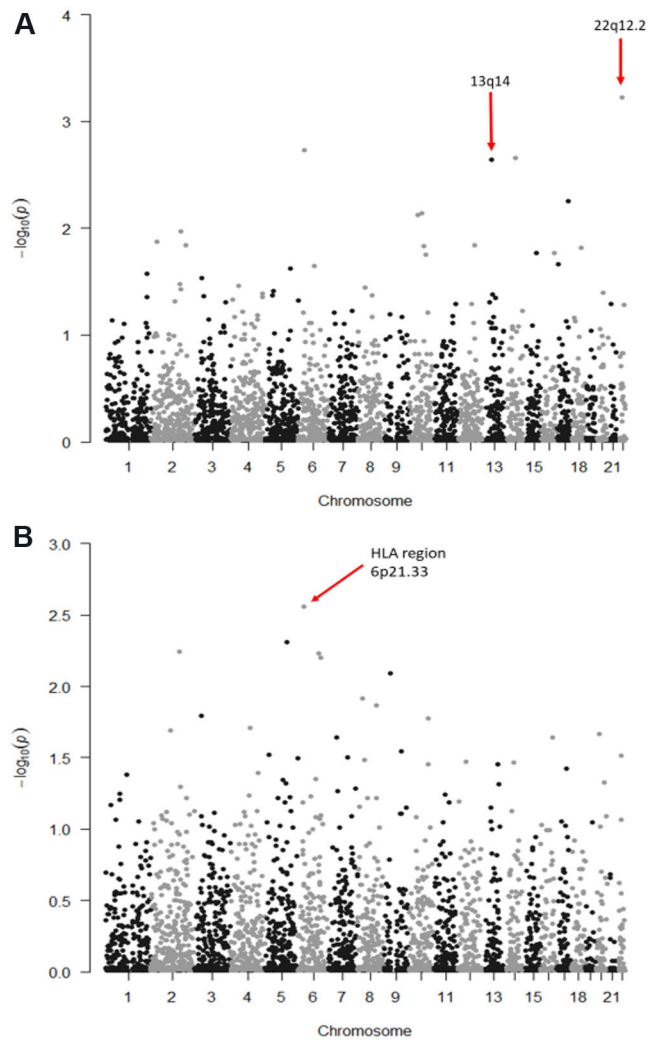 A
22q12.2
13q14
4
3
2
1
0
−log10(p)
1 2 3 4 5 6 7 8 9 11 13 15 18 21
Chromosome
B
HLA region
6p21.33
3.0
2.5
2.0
1.5
1.0
0.5
0.0
−log10(p)
1 2 3 4 5 6 7 8 9 11 13 15 18 21
Chromosome